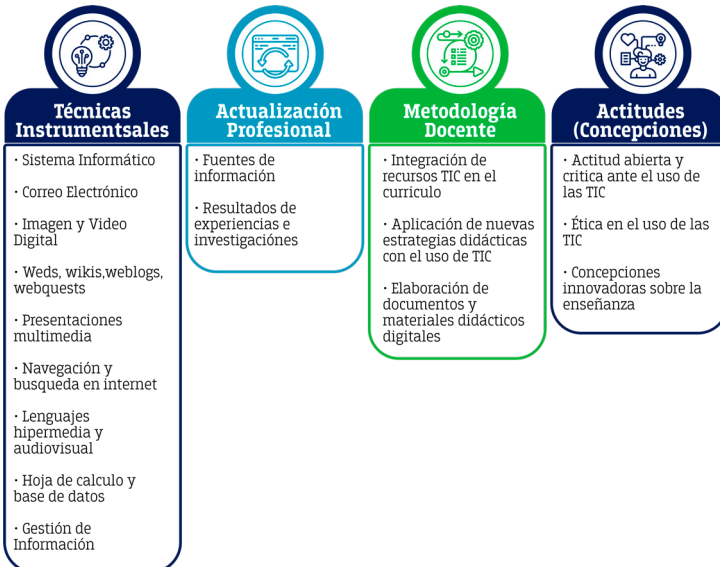 Técnicas
Instrumentsales
· Sistema Informático
· Correo Electrónico
· Imagen y Video
Digital
· Weds, wikis,weblogs,
webquests
· Presentaciones
multimedia
· Navegación y
busqueda en internet
· Lenguajes
hipermedia y
audiovisual
· Hoja de calculo y
base de datos
· Gestión de
Información
Actualización
Profesional
· Fuentes de
información
· Resultados de
experiencias e
investigaciónes
Metodología
Docente
· Integración de
recursos TIC en el
curriculo
· Aplicación de nuevas
estrategias didácticas
con el uso de TIC
· Elaboración de
documentos y
materiales didácticos
digitales
Actitudes
(Concepciones)
· Actitud abierta y
critica ante el uso de
las TIC
· Ética en el uso de las
TIC
· Concepciones
innovadoras sobre la
enseñanza